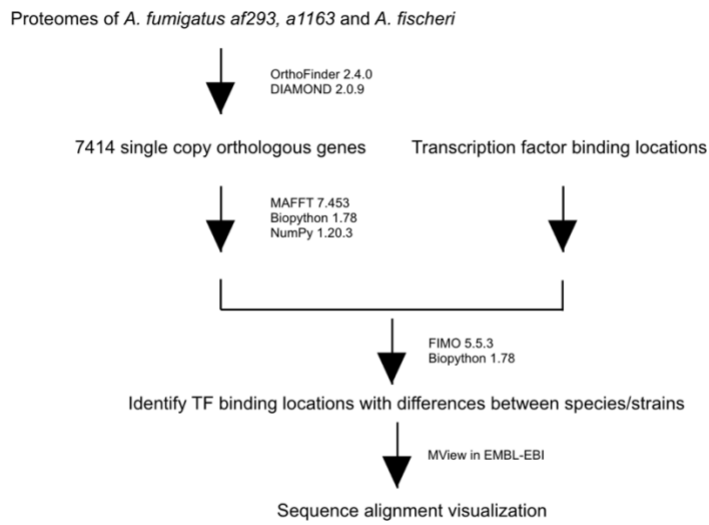 Proteomes of A. fumigatus af293, a1163 and A. fischeri
OrthoFinder 2.4.0
DIAMOND 2.0.9
7414 single copy orthologous genes
Transcription factor binding locations
MAFFT 7.453
Biopython 1.78
NumPy 1.20.3
FIMO 5.5.3
Biopython 1.78
Identify TF binding locations with differences between species/strains
MView in EMBL-EBI
Sequence alignment visualization